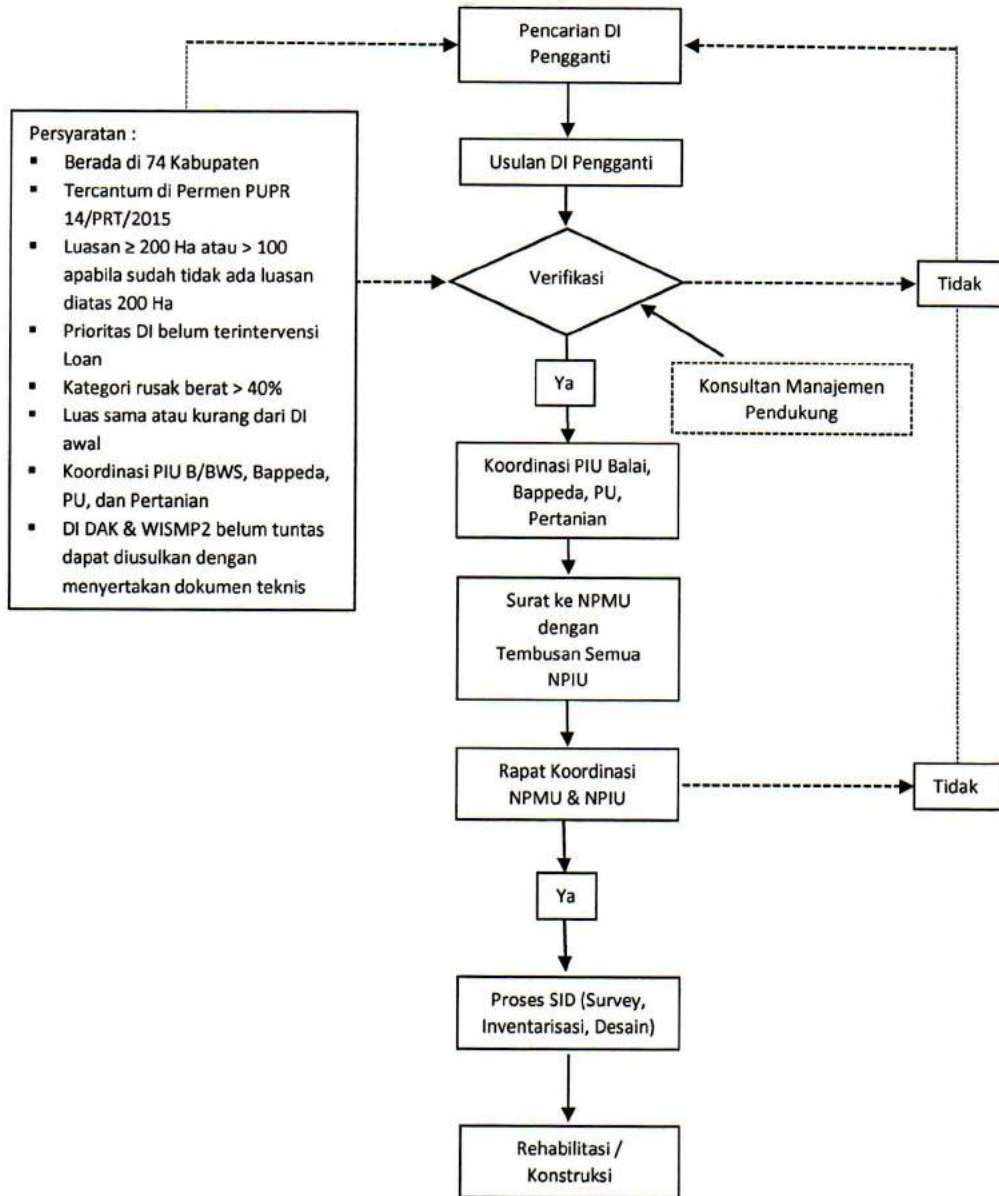 Pencarian DI
Pengganti
Persyaratan :
▪ Berada di 74 Kabupaten
▪ Tercantum di Permen PUPR
14/PRT/2015
▪ Luasan ≥ 200 Ha atau > 100
apabila sudah tidak ada luasan
diatas 200 Ha
▪ Prioritas DI belum terintervensi
Loan
▪ Kategori rusak berat > 40%
▪ Luas sama atau kurang dari DI
awal
▪ Koordinasi PIU B/BWS, Bappeda,
PU, dan Pertanian
▪ DI DAK & WISMP2 belum tuntas
dapat diusulkan dengan
menyertakan dokumen teknis
Usulan DI Pengganti
Verifikasi
Tidak
Ya
Konsultan Manajemen
Pendukung
Koordinasi PIU Balai,
Bappeda, PU,
Pertanian
Surat ke NPMU
dengan
Tembusan Semua
NPIU
Rapat Koordinasi
NPMU & NPIU
Tidak
Ya
Proses SID (Survey,
Inventarisasi, Desain)
Rehabilitasi /
Konstruksi